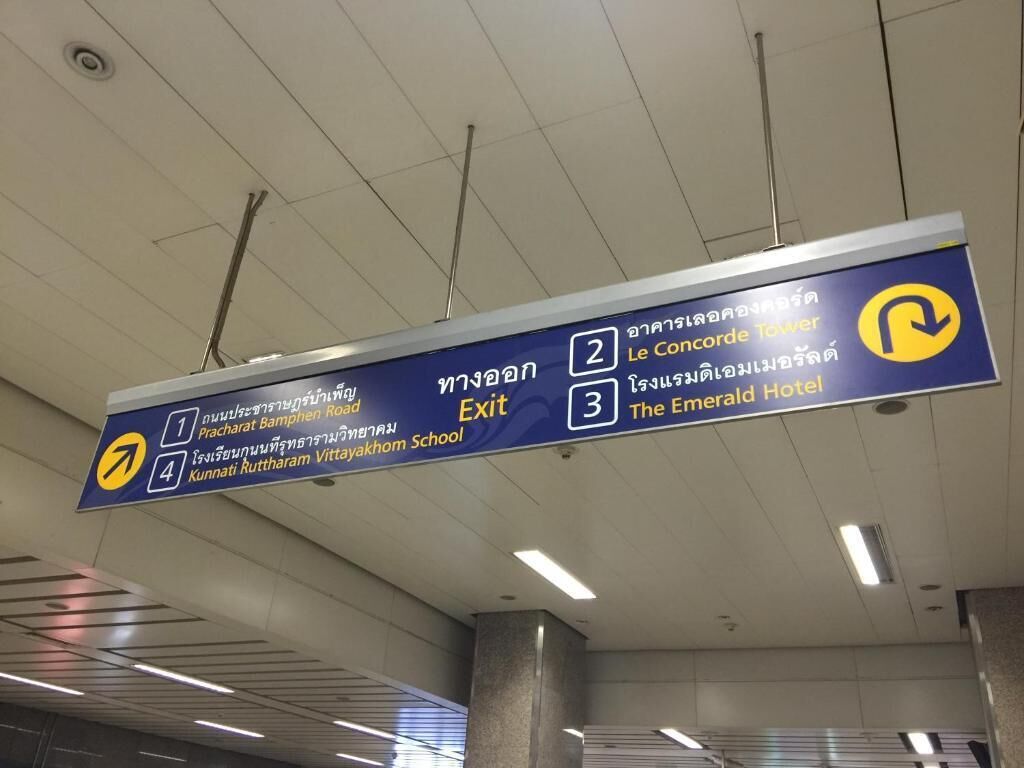 1 ถนนประชาราษฎร์บำเพ็ญ
Pracharat Bamphen Road
4 โรงเรียนกุนนทีรุทธารามวิทยาคม
Kunnati Ruttharam Vittayakhom School
ทางออก
Exit
2 อาคารเลอคองคอร์ด
Le Concorde Tower
3 โรงแรมดิเอมเมอรัลด์
The Emerald Hotel